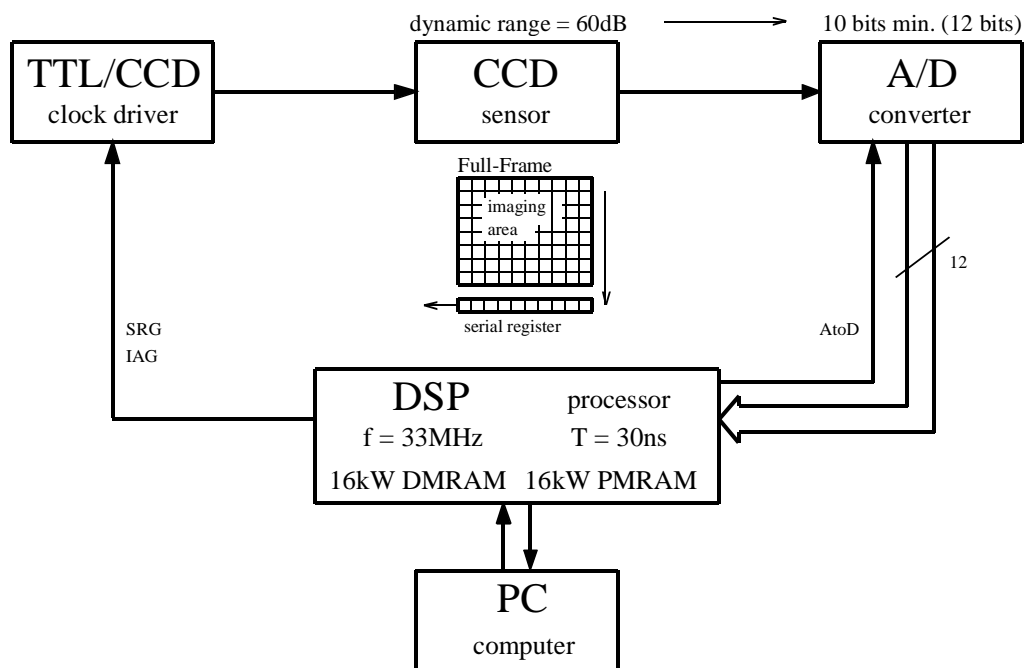 dynamic range = 60dB
10 bits min. (12 bits)
TTL/CCD
clock driver
CCD
sensor
A/D
converter
Full-Frame
imaging
area
serial register
12
SRG
IAG
AtoD
DSP
processor
f = 33MHz
T = 30ns
16kW DMRAM
16kW PMRAM
PC
computer